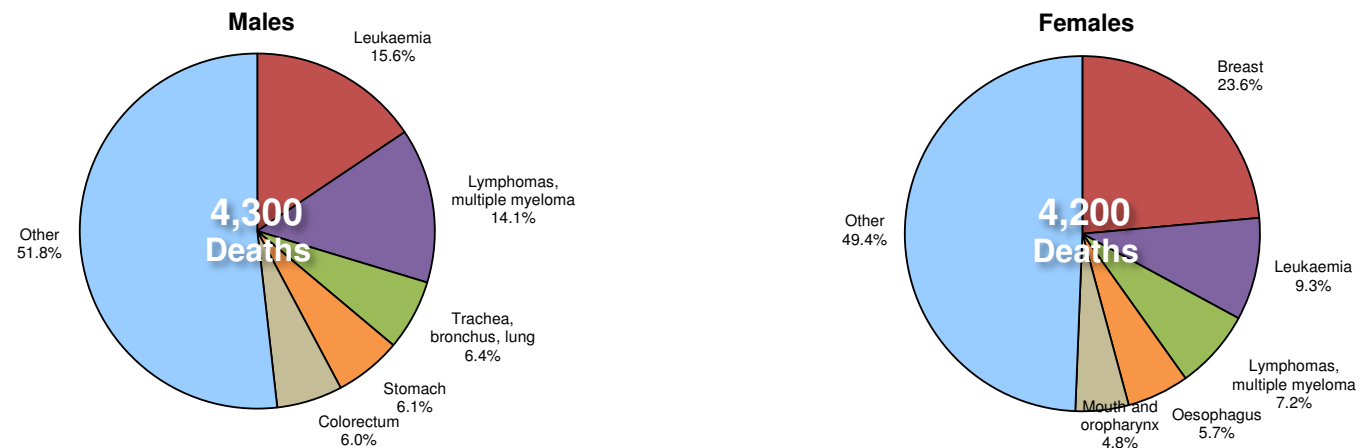 Males
Leukaemia
15.6%
Lymphomas,
multiple myeloma
14.1%
Trachea,
bronchus, lung
6.4%
Stomach
6.1%
Colorectum
6.0%
Other
51.8%
4,300
Deaths
Females
Breast
23.6%
Leukaemia
9.3%
Lymphomas,
multiple myeloma
7.2%
Oesophagus
5.7%
Mouth and
oropharynx
4.8%
Other
49.4%
4,200
Deaths